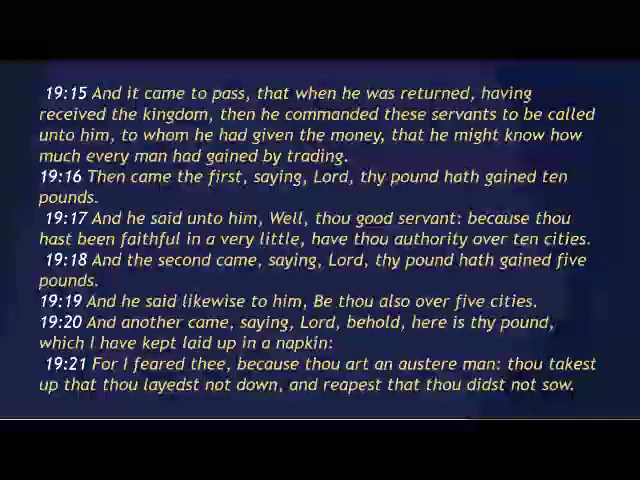 19:15 And it came to pass, that when he was returned, having
received the kingdom, then he commanded these servants to be called
unto him, to whom he had given the money, that he might know how
much every man had gained by trading.
19:16 Then came the first, saying, Lord, thy pound hath gained ten
pounds.
19:17 And he said unto him, Well, thou good servant: because thou
hast been faithful in a very little, have thou authority over ten cities.
19:18 And the second came, saying, Lord, thy pound hath gained five
pounds.
19:19 And he said likewise to him, Be thou also over five cities.
19:20 And another came, saying, Lord, behold, here is thy pound,
which I have kept laid up in a napkin:
19:21 For I feared thee, because thou art an austere man: thou takest
up that thou layedst not down, and reapest that thou didst not sow.